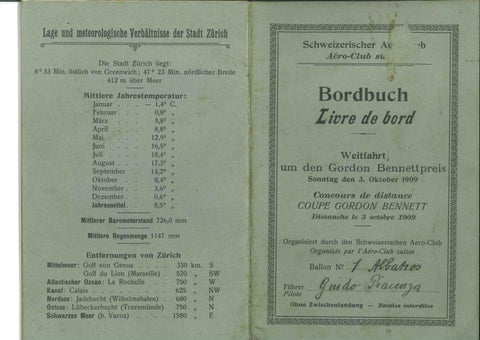 Lage und meteorologische Verhältnisse der Stadt Zürich
Die Stadt Zürich liegt:
8° 33 Min. östlich von Greenwich; 47° 23 Min. nördlicher Breite
412 m über Meer
Mittlere Jahrestemperatur:
Januar . . . . — 1,4° C.
Februar . . . . 0,8° „
März . . . . 3,8° „
April . . . . 8,8° „
Mai . . . . 12,9° „
Juni . . . . 16,5° „
Juli . . . . 18,4° „
August . . . . 17,3° „
September . . . . 14,2° „
Oktober . . . . 8,4° „
November . . . . 3,6° „
Dezember . . . . — 0,6° „
Jahresmittel . . 8,5° „
Mittlerer Barometerstand 726,0 mm
Mittlere Regenmenge 1147 mm
Entfernungen von Zürich
Mittelmeer: Golf von Genua . . . 330 km. S
Golf du Lion (Marseille) . . 520 „ SW
Atlantischer Ozean: La Rochelle . . 750 „ W
Kanal: Calais . . . . 625 „ NW
Nordsee: Jadebucht (Wilhelmshafen) . 680 „ N
Ostsee: Lübeckerbucht (Travemünde) . 750 „ N
Schwarzes Meer (b. Varna) . . . 1580 „ E
Schweizerischer Aero-Club
Aéro-Club
Bordbuch
Livre de bord
Weitfahrt
um den Gordon Bennettpreis
Sonntag den 3. Oktober 1909
Concours de distance
COUPE GORDON BENNETT
Dimanche le 3 octobre 1909
Organisiert durch den Schweizerischen Aero-Club
Organisés par l'Aéro-Club suisse
Ballon № 1 Albatros
Führer
Pilote
Guido Piacenza
Ohne Zwischenlandung — Escales interdites